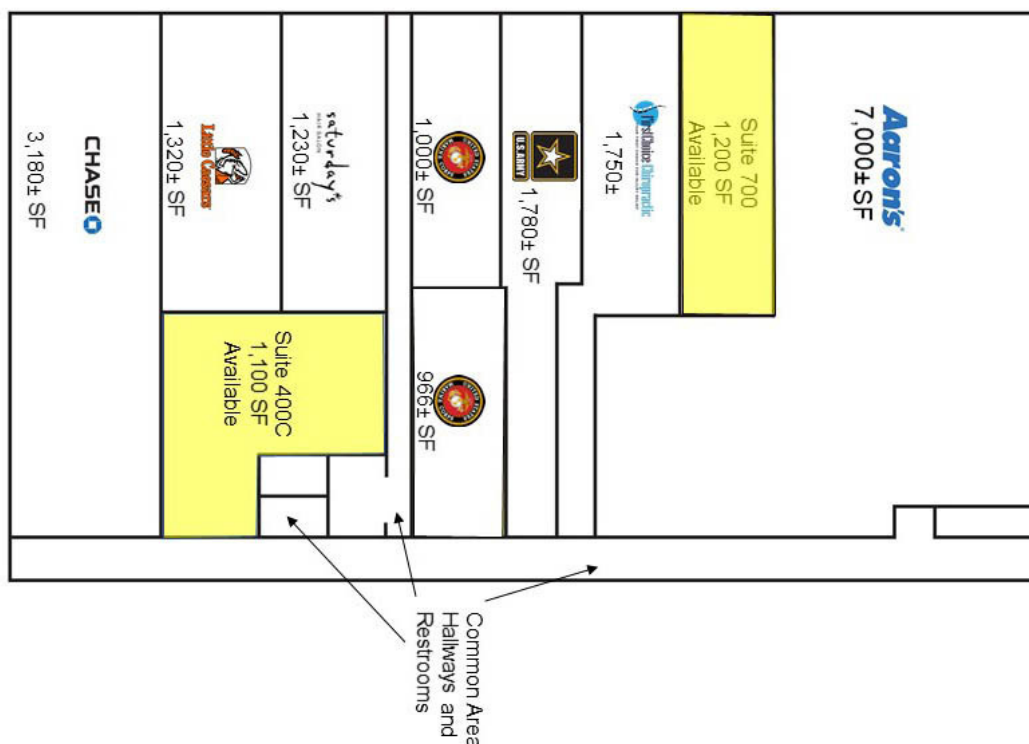 Aaron's
7,000±SF
Suite 700
1,200 SF
Available
FirstChoice Chiropractic
1,750±
U.S. ARMY
1,780± SF
1,000± SF
966± SF
saturday's
HAIR SALON
1,230± SF
Little Caesars
1,320± SF
Suite 400C
1,100 SF
Available
CHASE
3,180± SF
Common Area
Hallways and
Restrooms